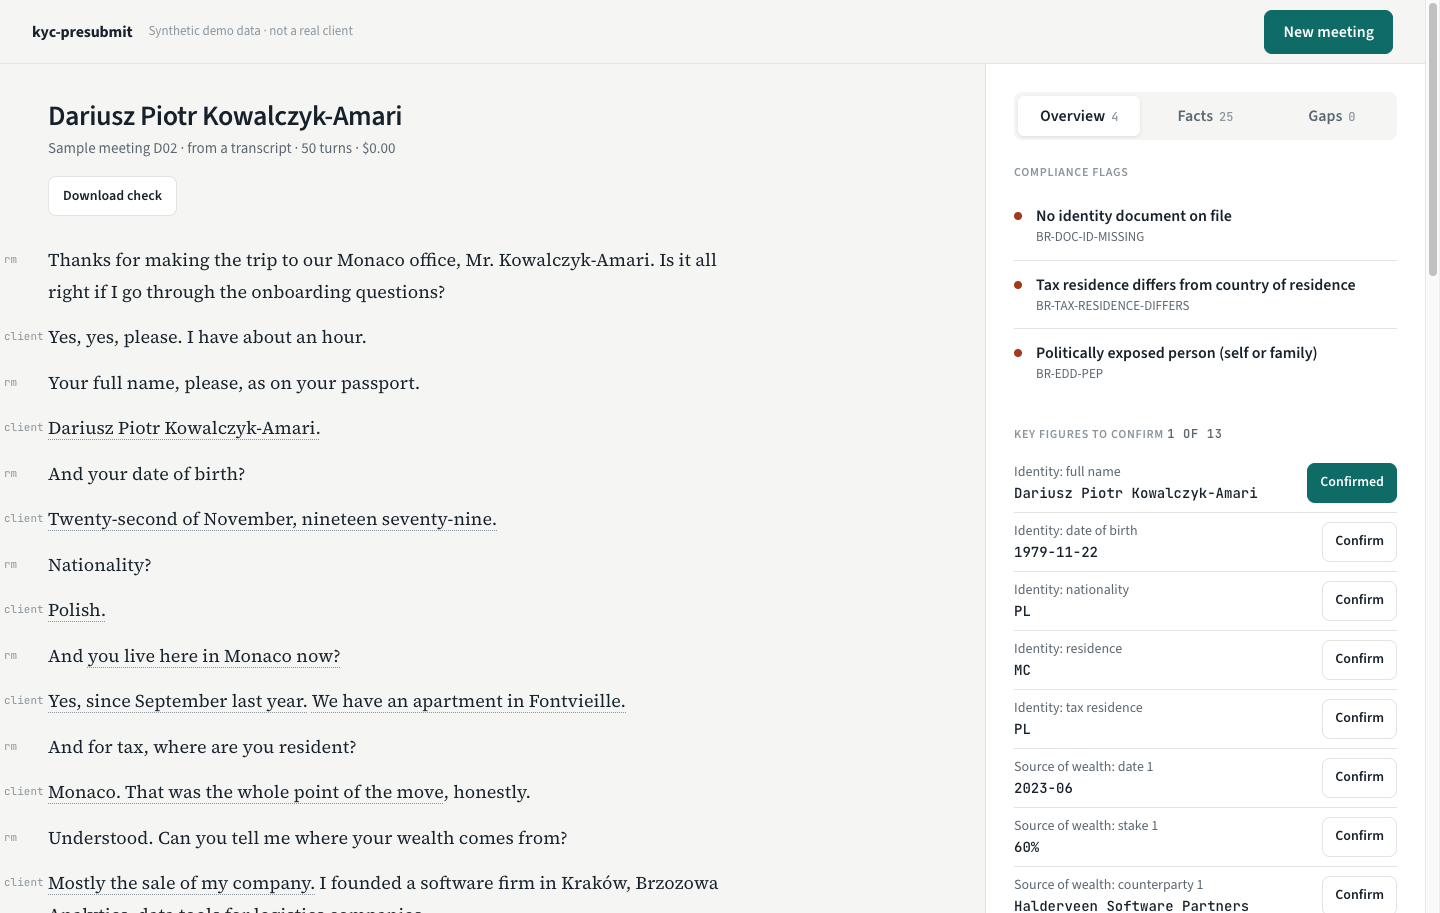 kyc-presubmit
Synthetic demo data · not a real client
New meeting
Dariusz Piotr Kowalczyk-Amari
Sample meeting D02 · from a transcript · 50 turns · $0.00
Download check
rm Thanks for making the trip to our Monaco office, Mr. Kowalczyk-Amari. Is it all
right if I go through the onboarding questions?
client Yes, yes, please. I have about an hour.
rm Your full name, please, as on your passport.
client Dariusz Piotr Kowalczyk-Amari.
rm And your date of birth?
client Twenty-second of November, nineteen seventy-nine.
rm Nationality?
client Polish.
rm And you live here in Monaco now?
client Yes, since September last year. We have an apartment in Fontvieille.
rm And for tax, where are you resident?
client Monaco. That was the whole point of the move, honestly.
rm Understood. Can you tell me where your wealth comes from?
client Mostly the sale of my company. I founded a software firm in Kraków, Brzozowa
Analytics, data tools for logistics companies.
Overview 4
Facts 25
Gaps 0
COMPLIANCE FLAGS
No identity document on file
BR-DOC-ID-MISSING
Tax residence differs from country of residence
BR-TAX-RESIDENCE-DIFFERS
Politically exposed person (self or family)
BR-EDD-PEP
KEY FIGURES TO CONFIRM 1 OF 13
Identity: full name
Dariusz Piotr Kowalczyk-Amari
Confirmed
Identity: date of birth
1979-11-22
Confirm
Identity: nationality
PL
Confirm
Identity: residence
MC
Confirm
Identity: tax residence
PL
Confirm
Source of wealth: date 1
2023-06
Confirm
Source of wealth: stake 1
60%
Confirm
Source of wealth: counterparty 1
Halderveen Software Partners
Confirm